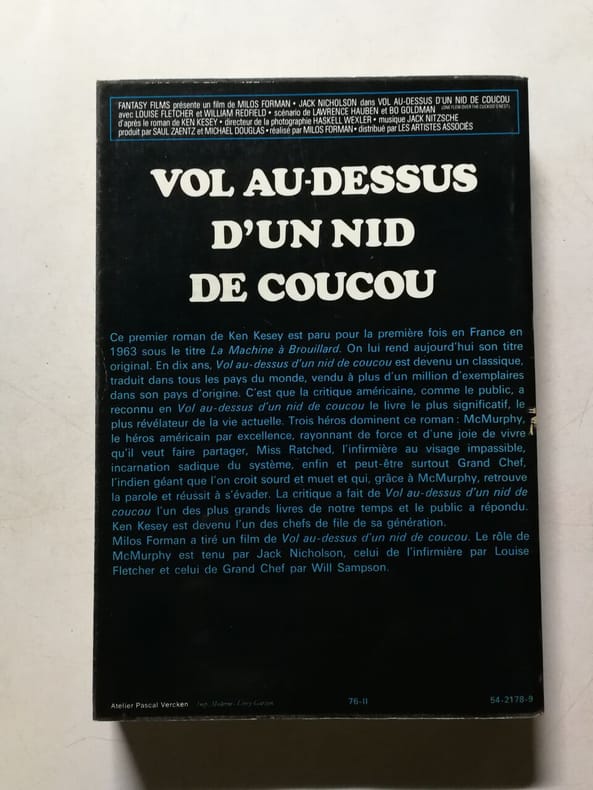 FANTASY FILMS présente un film de MILOS FORMAN • JACK NICHOLSON dans VOL AU-DESSUS D'UN NID DE COUCOU
avec LOUISE FLETCHER et WILLIAM REDFIELD • scénario de LAWRENCE HAUBEN et BO GOLDMAN (ONE FLEW OVER THE CUCKOO'S NEST)
d'après le roman de KEN KESEY • directeur de la photographie HASKELL WEXLER • musique JACK NITZSCHE
produit par SAUL ZAENTZ et MICHAEL DOUGLAS • réalisé par MILOS FORMAN • distribué par LES ARTISTES ASSOCIÉS
VOL AU-DESSUS
D'UN NID
DE COUCOU
Ce premier roman de Ken Kesey est paru pour la première fois en France en
1963 sous le titre La Machine à Brouillard. On lui rend aujourd'hui son titre
original. En dix ans, Vol au-dessus d'un nid de coucou est devenu un classique,
traduit dans tous les pays du monde, vendu à plus d'un million d'exemplaires
dans son pays d'origine. C'est que la critique américaine, comme le public, a
reconnu en Vol au-dessus d'un nid de coucou le livre le plus significatif, le
plus révélateur de la vie actuelle. Trois héros dominent ce roman : McMurphy,
le héros américain par excellence, rayonnant de force et d'une joie de vivre
qu'il veut faire partager, Miss Ratched, l'infirmière au visage impassible,
incarnation sadique du système, enfin et peut-être surtout Grand Chef,
l'indien géant que l'on croit sourd et muet et qui, grâce à McMurphy, retrouve
la parole et réussit à s'évader. La critique a fait de Vol au-dessus d'un nid de
coucou l'un des plus grands livres de notre temps et le public a répondu.
Ken Kesey est devenu l'un des chefs de file de sa génération.
Milos Forman a tiré un film de Vol au-dessus d'un nid de coucou. Le rôle de
McMurphy est tenu par Jack Nicholson, celui de l'infirmière par Louise
Fletcher et celui de Grand Chef par Will Sampson.
Atelier Pascal Vercken Imp. Moderne - Livry Gargan 76-II 54-2178-9